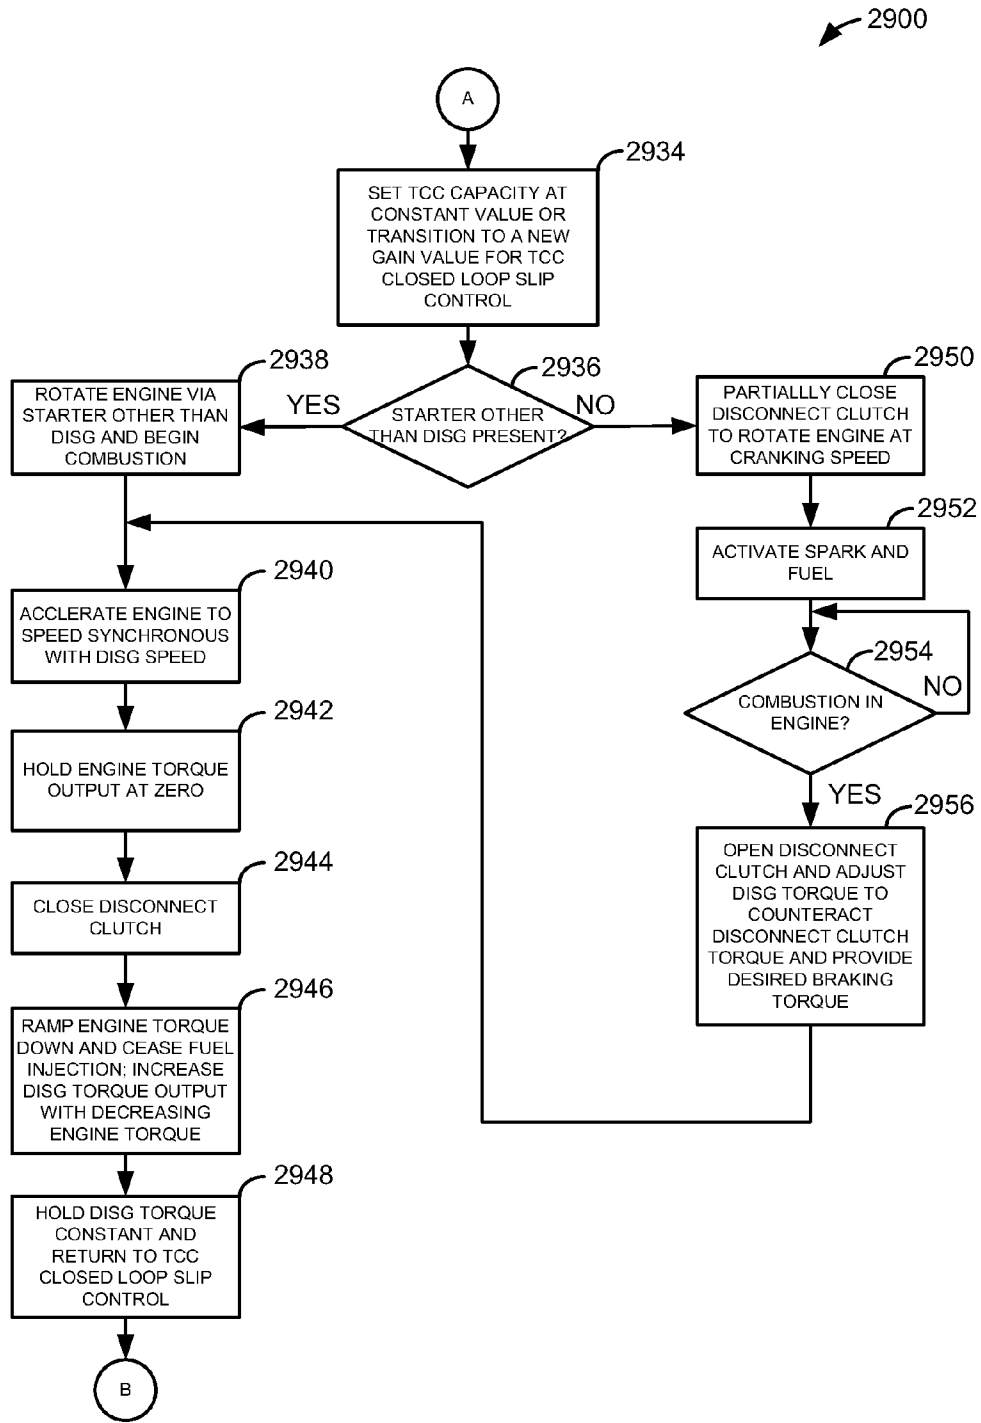 2900
A
2934
SET TCC CAPACITY AT
CONSTANT VALUE OR
TRANSITION TO A NEW
GAIN VALUE FOR TCC
CLOSED LOOP SLIP
CONTROL
2936
STARTER OTHER
THAN DISG PRESENT?
YES
NO
2938
ROTATE ENGINE VIA
STARTER OTHER THAN
DISG AND BEGIN
COMBUSTION
2950
PARTIALLLY CLOSE
DISCONNECT CLUTCH
TO ROTATE ENGINE AT
CRANKING SPEED
2952
ACTIVATE SPARK AND
FUEL
2940
ACCLERATE ENGINE TO
SPEED SYNCHRONOUS
WITH DISG SPEED
2954
COMBUSTION IN
ENGINE?
NO
YES
2942
HOLD ENGINE TORQUE
OUTPUT AT ZERO
2956
OPEN DISCONNECT
CLUTCH AND ADJUST
DISG TORQUE TO
COUNTERACT
DISCONNECT CLUTCH
TORQUE AND PROVIDE
DESIRED BRAKING
TORQUE
2944
CLOSE DISCONNECT
CLUTCH
2946
RAMP ENGINE TORQUE
DOWN AND CEASE FUEL
INJECTION; INCREASE
DISG TORQUE OUTPUT
WITH DECREASING
ENGINE TORQUE
2948
HOLD DISG TORQUE
CONSTANT AND
RETURN TO TCC
CLOSED LOOP SLIP
CONTROL
B